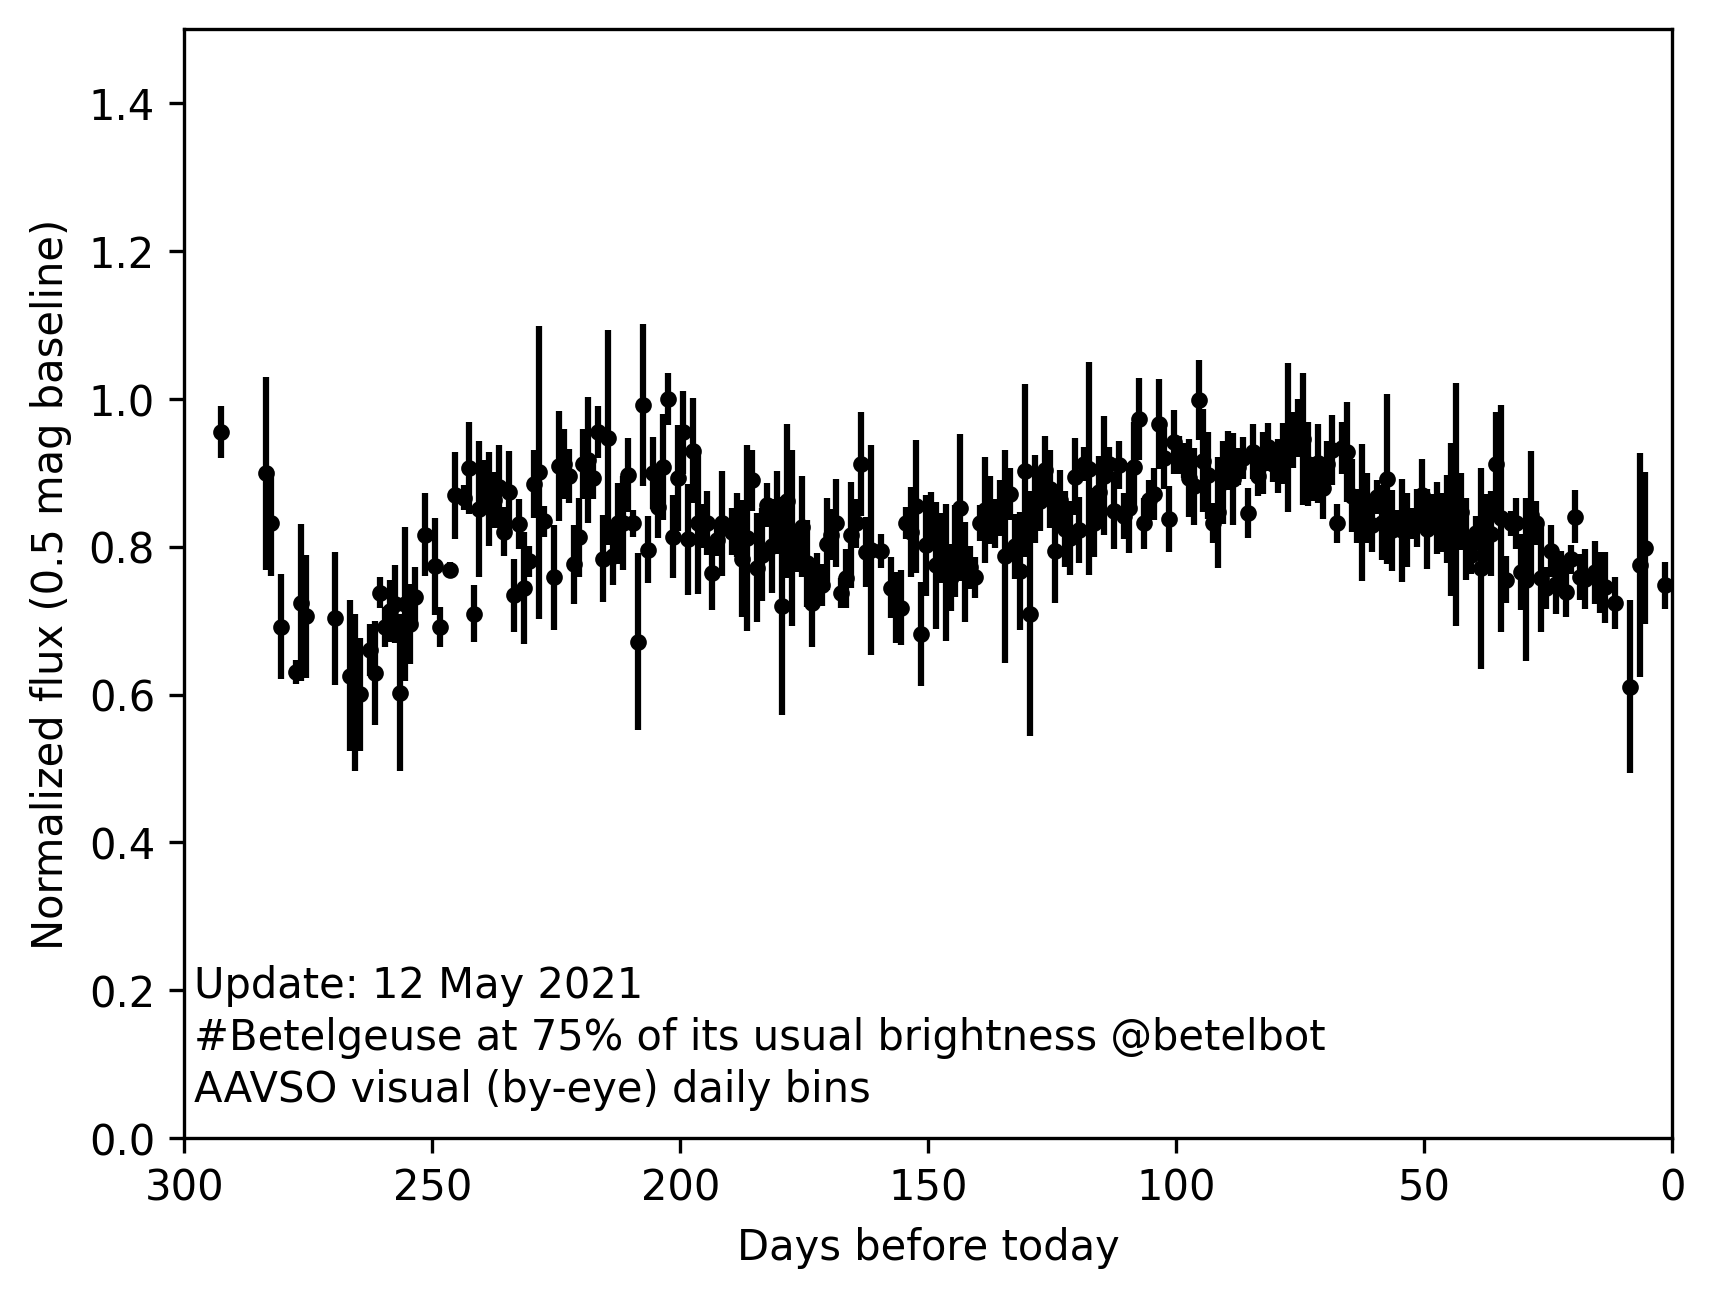 1.4
1.2
1.0
0.8
0.6
0.4
0.2
0.0
Normalized flux (0.5 mag baseline)
Update: 12 May 2021
#Betelgeuse at 75% of its usual brightness @betelbot
AAVSO visual (by-eye) daily bins
300 250 200 150 100 50 0
Days before today